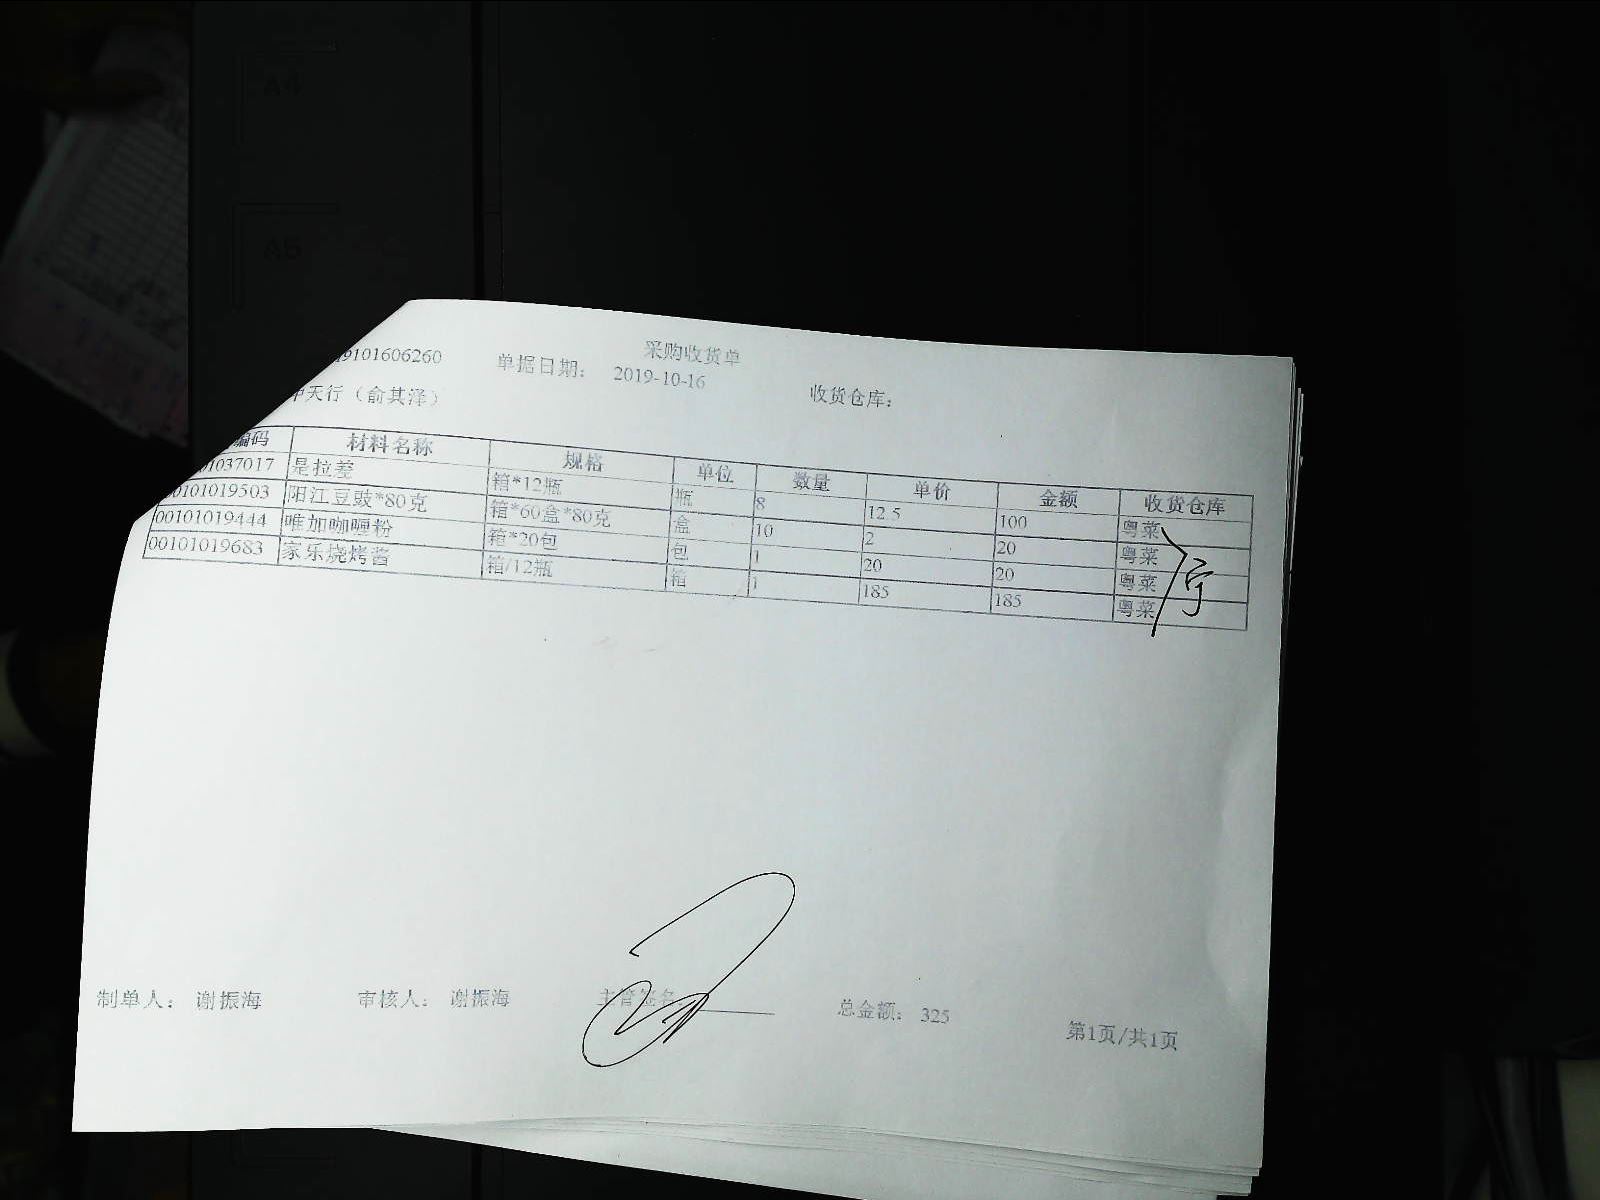 采购收货单
9101606260 单据日期： 2019-10-16 收货仓库：
中天行（俞其泽）
编码 材料名称 规格 单位 数量 单价 金额 收货仓库
01037017 是拉差 箱*12瓶 瓶 8 12.5 100 粤菜
00101019503 阳江豆豉*80克 箱*60盒*80克 盒 10 2 20 粤菜
00101019444 唯加咖喱粉 箱*20包 包 1 20 20 粤菜
00101019683 家乐烧烤酱 箱/12瓶 箱 1 185 185 粤菜
制单人： 谢振海 审核人： 谢振海 主管签名： 总金额： 325
第1页/共1页
A4
A5